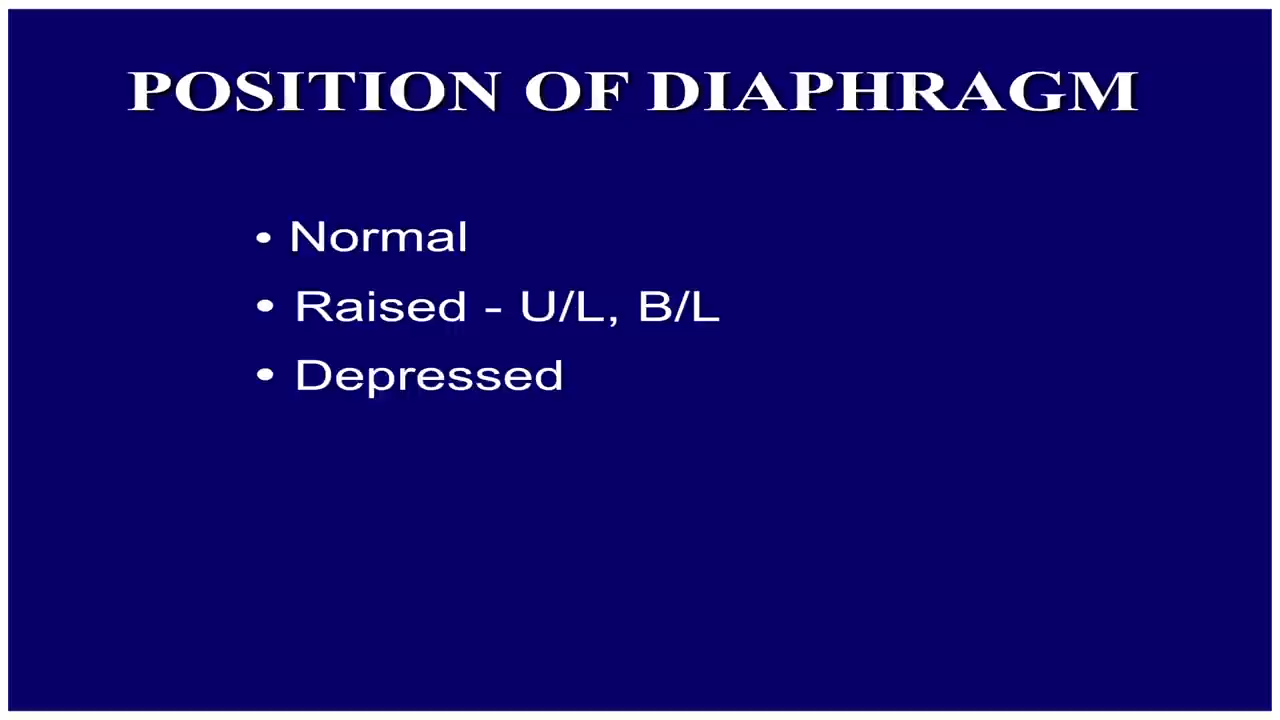 POSITION OF DIAPHRAGM
• Normal
• Raised - U/L, B/L
• Depressed